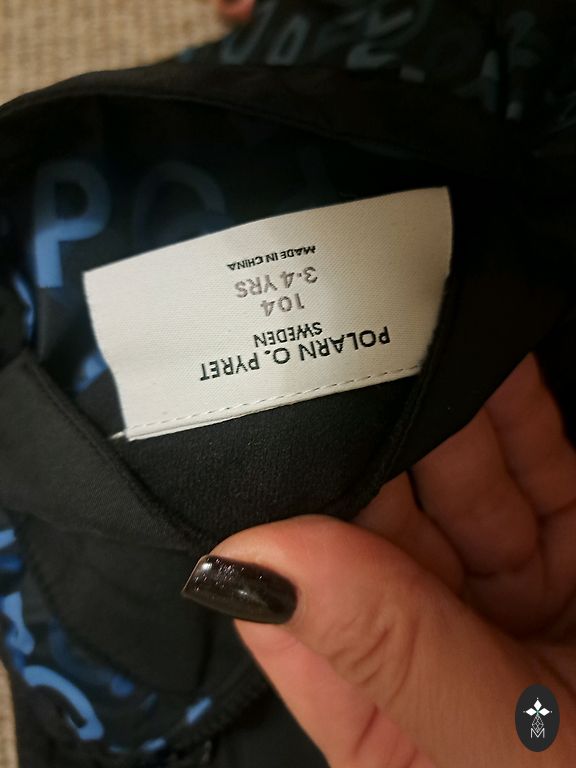 POLARN O. PYRET
SWEDEN
104
3-4 YRS
MADE IN CHINA
P
M